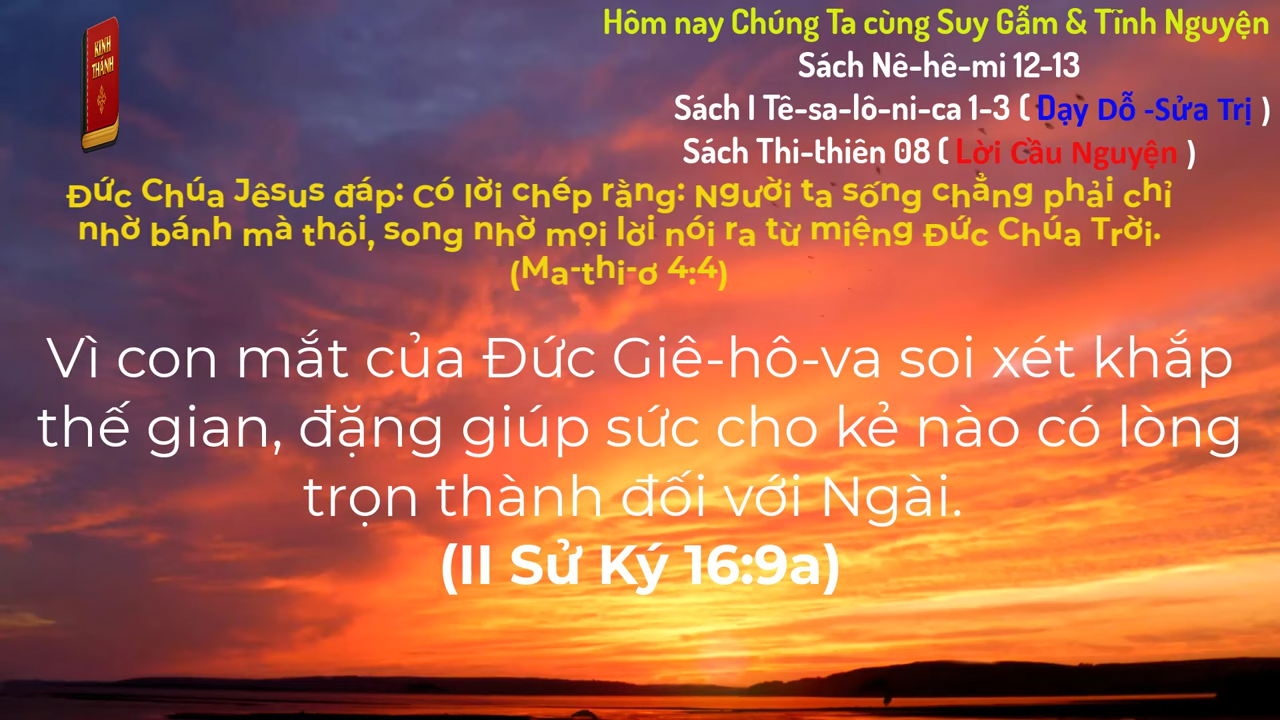 KINH
THÁNH
Hôm nay Chúng Ta cùng Suy Gẫm & Tĩnh Nguyện
Sách Nê-hê-mi 12-13
Sách I Tê-sa-lô-ni-ca 1-3 ( Dạy Dỗ -Sửa Trị )
Sách Thi-thiên 08 ( Lời Cầu Nguyện )
Đức Chúa Jêsus đáp: Có lời chép rằng: Người ta sống chẳng phải chỉ
nhờ bánh mà thôi, song nhờ mọi lời nói ra từ miệng Đức Chúa Trời.
(Ma-thi-ơ 4:4)
Vì con mắt của Đức Giê-hô-va soi xét khắp
thế gian, đặng giúp sức cho kẻ nào có lòng
trọn thành đối với Ngài.
(II Sử Ký 16:9a)